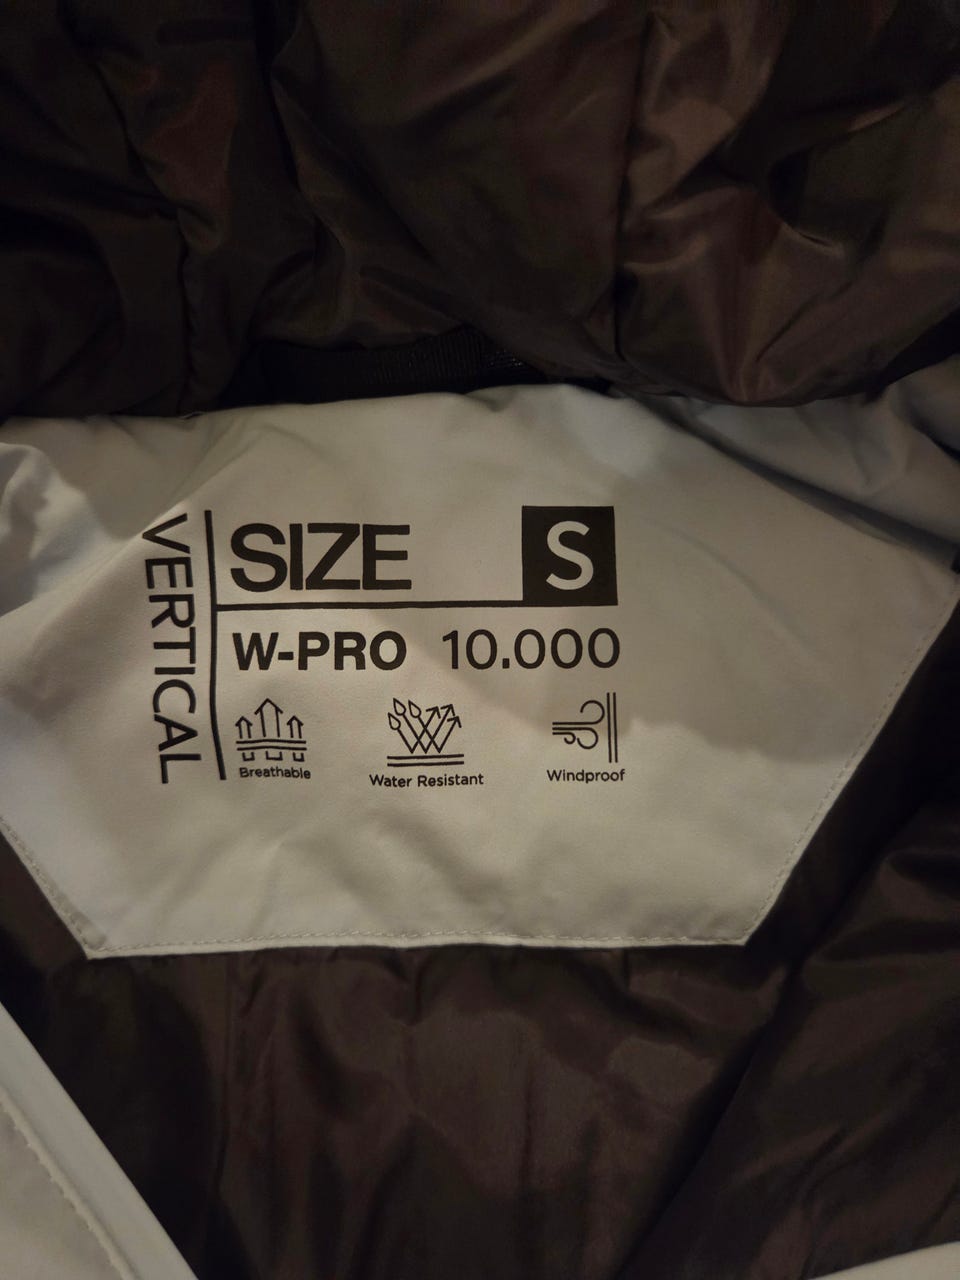 VERTICAL
SIZE S
W-PRO 10.000
Breathable Water Resistant Windproof